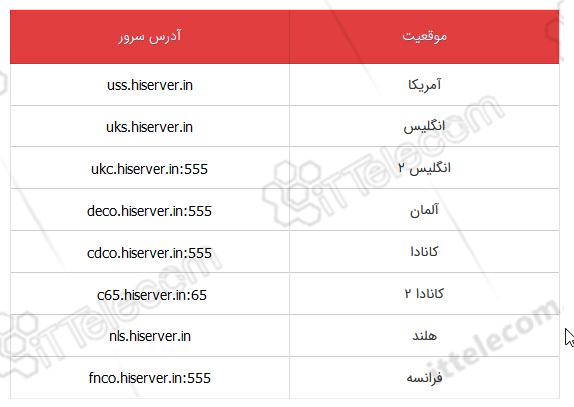 موقعیت آدرس سرور
آمریکا uss.hiserver.in
انگلیس uks.hiserver.in
انگلیس ۲ ukc.hiserver.in:555
آلمان deco.hiserver.in:555
کانادا cdco.hiserver.in:555
کانادا ۲ c65.hiserver.in:65
هلند nls.hiserver.in
فرانسه fnco.hiserver.in:555
iTTelecom
iTTelecom
iTTelecom
ittelecom